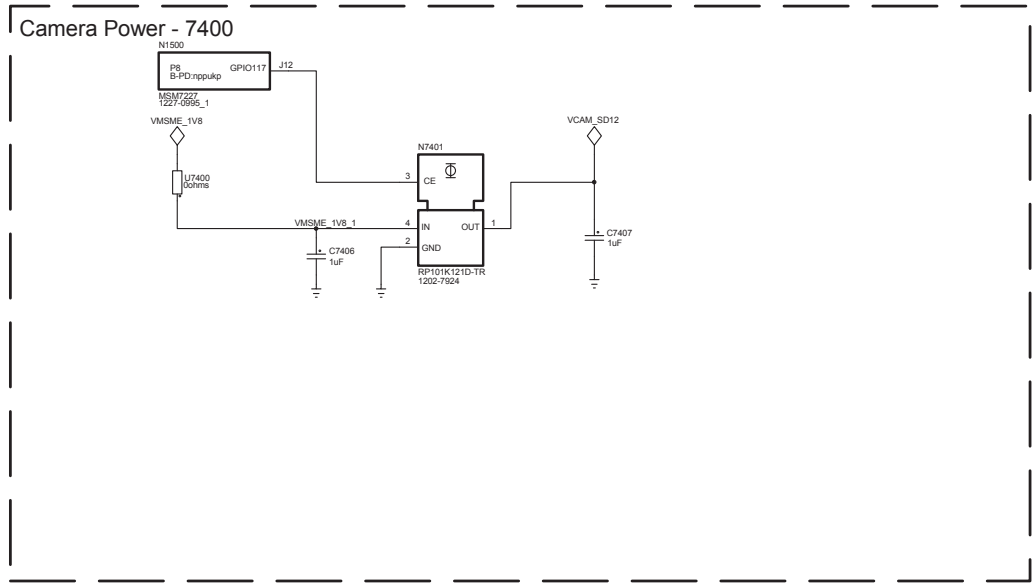 Camera Power - 7400
N1500
P8 GPIO117 J12
B-PD:nppukp
MSM7227
1227-0995_1
VMSME_1V8
VCAM_SD12
N7401
U7400
0ohms
3 CE
VMSME_1V8_1 4 IN OUT 1
2 GND
C7406
1uF
C7407
1uF
RP101K121D-TR
1202-7924